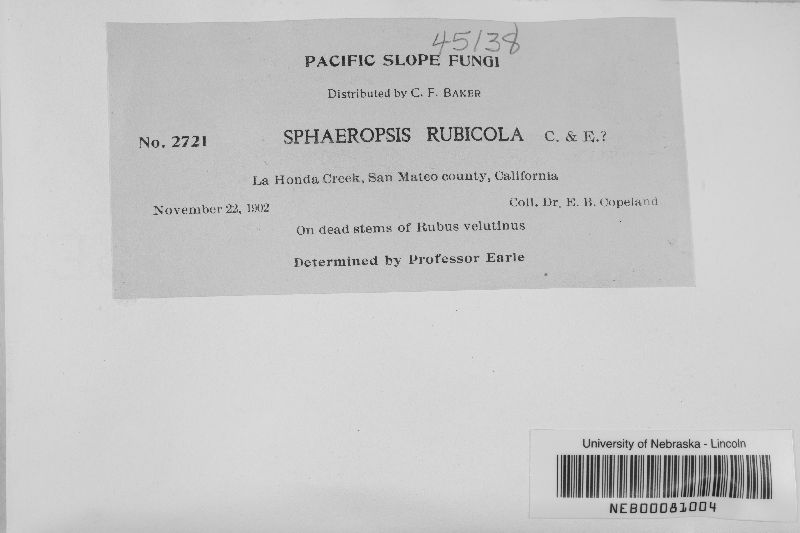 45138
PACIFIC SLOPE FUNGI
Distributed by C. F. BAKER
No. 2721 SPHAEROPSIS RUBICOLA C. & E.?
La Honda Creek, San Mateo county, California
November 22, 1902 Coll. Dr. E. B. Copeland
On dead stems of Rubus velutinus
Determined by Professor Earle
University of Nebraska - Lincoln
NEB00081004